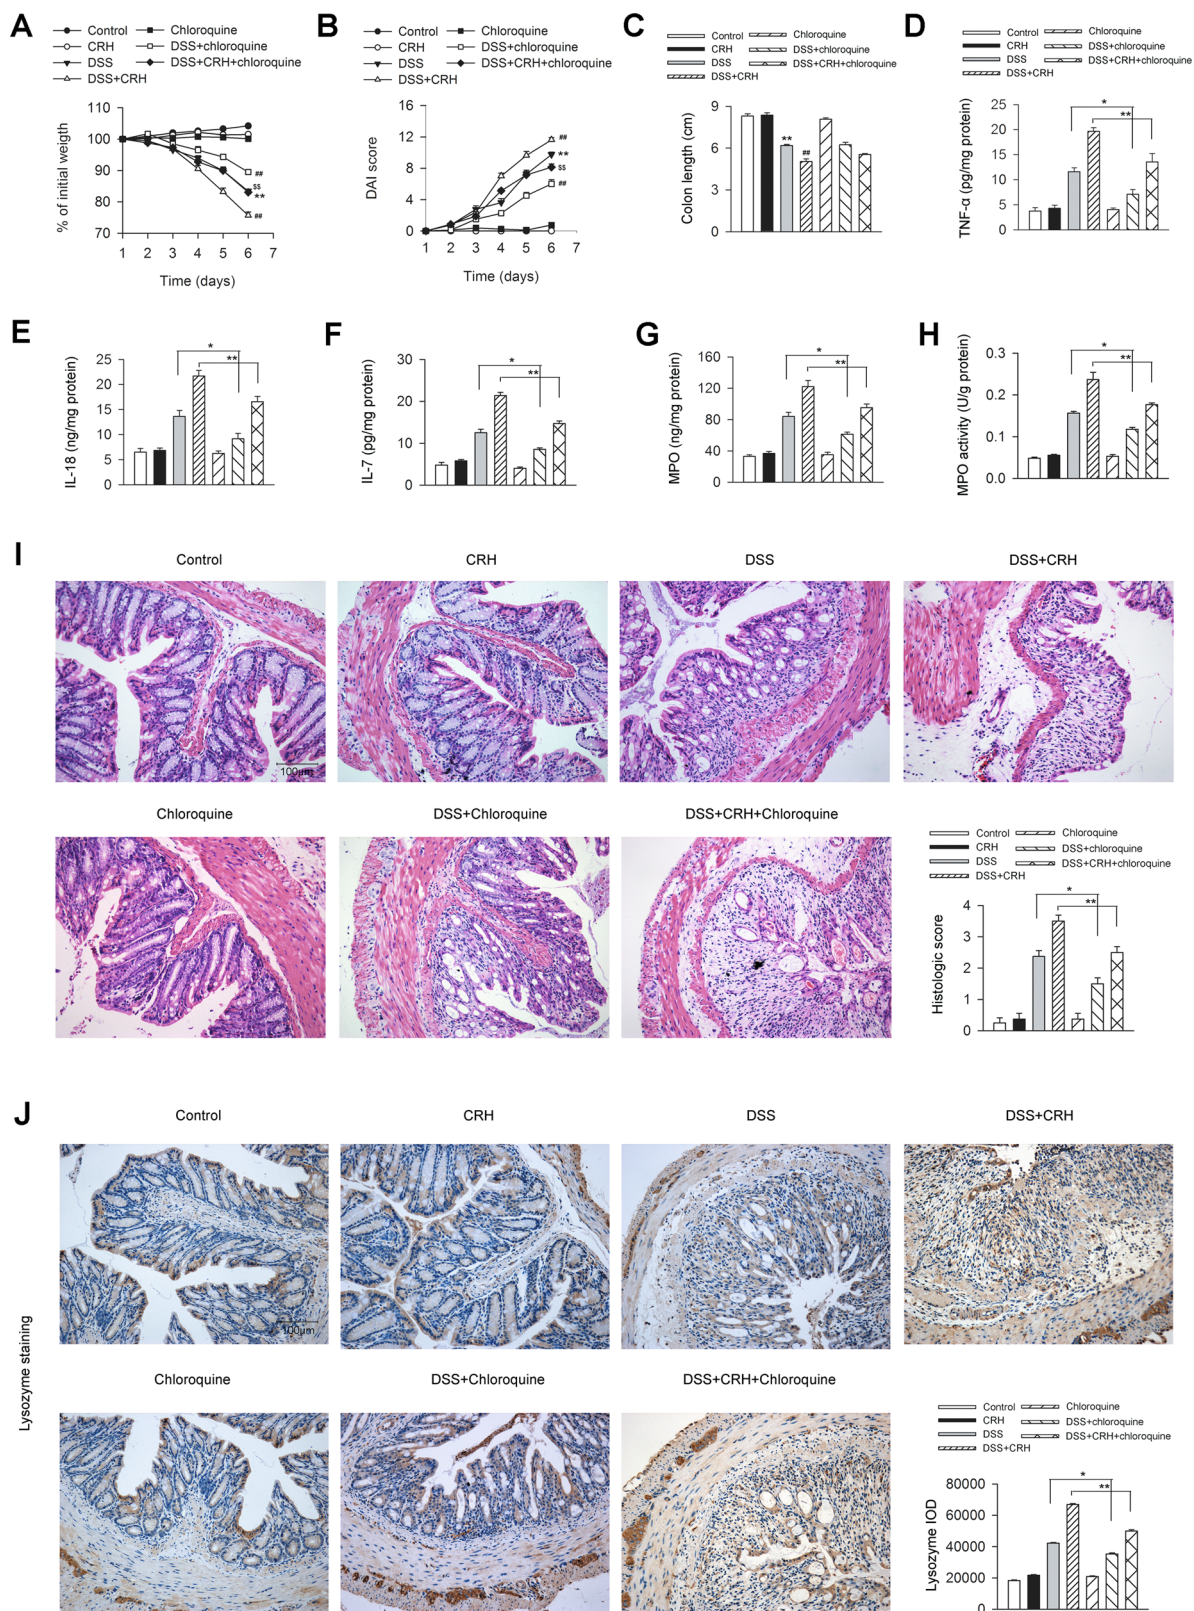 A
Control
CRH
DSS
DSS+CRH
Chloroquine
DSS+chloroquine
DSS+CRH+chloroquine
% of initial weigth
110
100
90
80
70
##
$$
**
##
1 2 3 4 5 6 7
Time (days)
B
Control
CRH
DSS
DSS+CRH
Chloroquine
DSS+chloroquine
DSS+CRH+chloroquine
DAI score
16
12
8
4
0
##
**
$$
##
1 2 3 4 5 6 7
Time (days)
C
Control
CRH
DSS
DSS+CRH
Chloroquine
DSS+chloroquine
DSS+CRH+chloroquine
Colon length (cm)
9
6
3
0
**
##
D
Control
CRH
DSS
DSS+CRH
Chloroquine
DSS+chloroquine
DSS+CRH+chloroquine
TNF-α (pg/mg protein)
25
20
15
10
5
0
*
**
E
IL-18 (ng/mg protein)
25
20
15
10
5
0
*
**
F
IL-7 (pg/mg protein)
30
20
10
0
*
**
G
MPO (ng/mg protein)
160
120
80
40
0
*
**
H
MPO activity (U/g protein)
0.3
0.2
0.1
0.0
*
**
I
Control
CRH
DSS
DSS+CRH
100μm
Chloroquine
DSS+Chloroquine
DSS+CRH+Chloroquine
Control
CRH
DSS
DSS+CRH
Chloroquine
DSS+chloroquine
DSS+CRH+chloroquine
Histologic score
4
3
2
1
0
*
**
J
Control
CRH
DSS
DSS+CRH
100μm
Lysozyme staining
Chloroquine
DSS+Chloroquine
DSS+CRH+Chloroquine
Control
CRH
DSS
DSS+CRH
Chloroquine
DSS+chloroquine
DSS+CRH+chloroquine
Lysozyme IOD
80000
60000
40000
20000
0
*
**